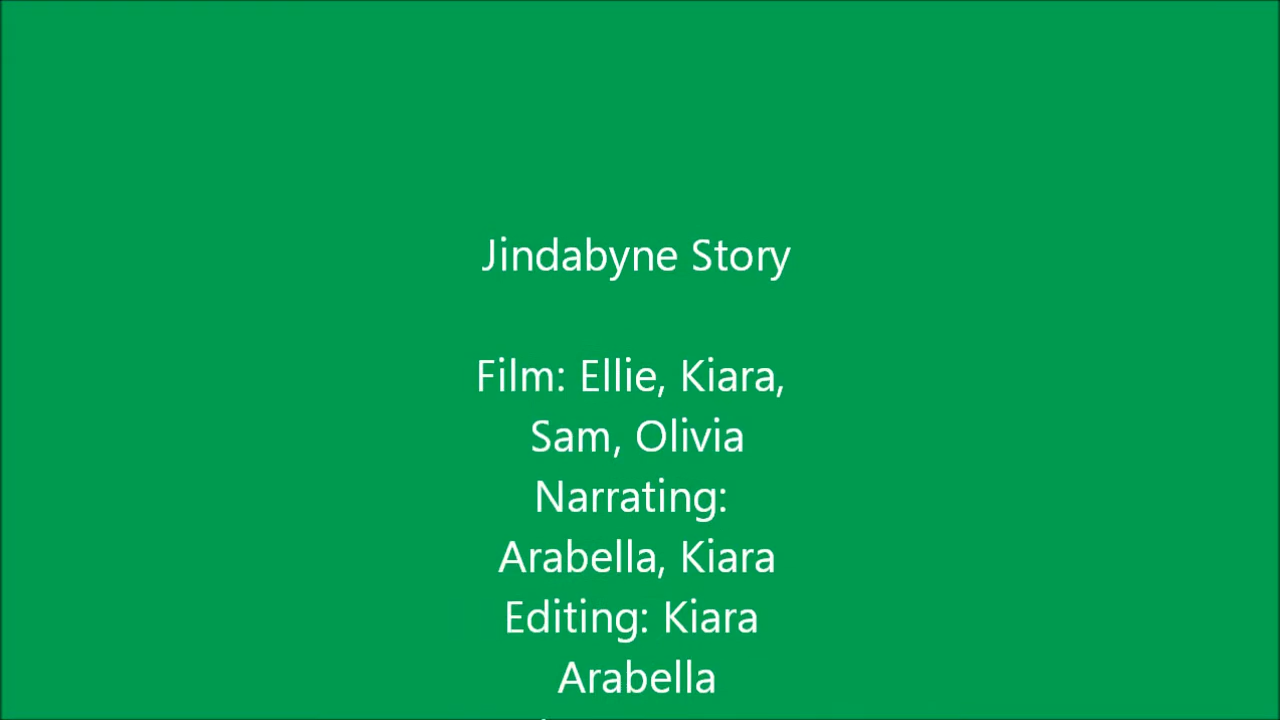 Jindabyne Story
Film: Ellie, Kiara,
Sam, Olivia
Narrating:
Arabella, Kiara
Editing: Kiara
Arabella